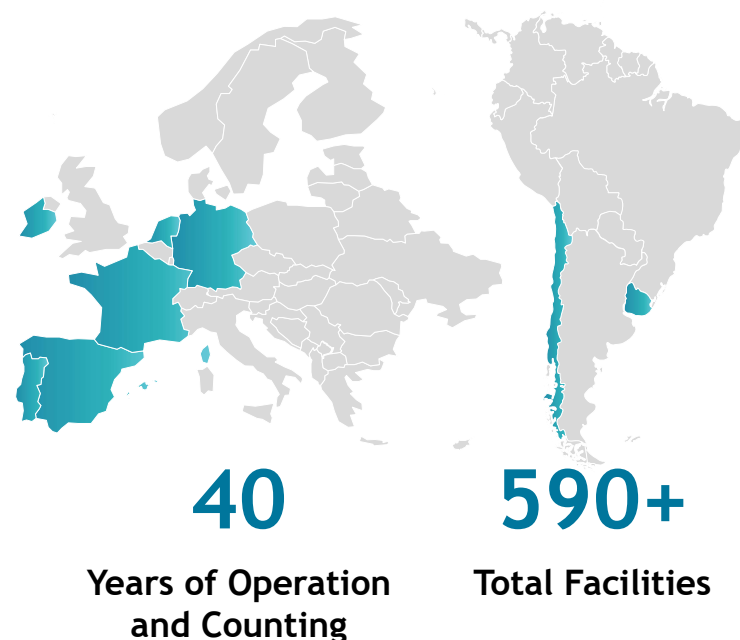 40
590+
Years of Operation
and Counting
Total Facilities